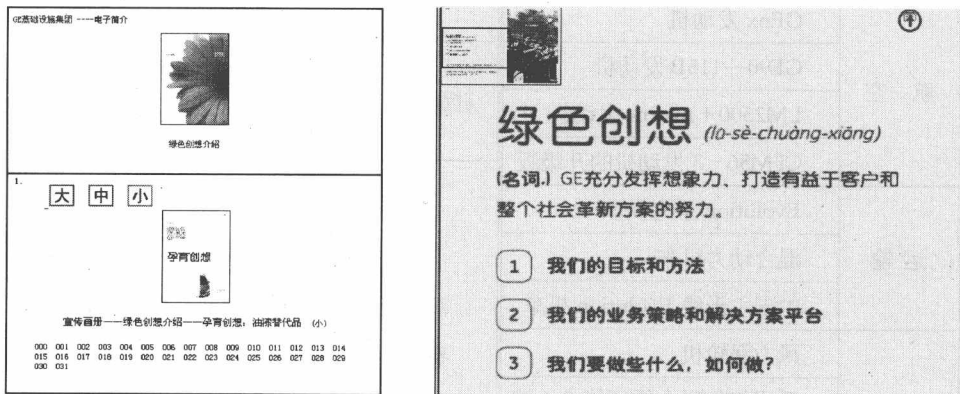 GE基础设施集团 ----电子简介
绿色创想介绍
1.
大 中 小
孕育创想
宣传画册——绿色创想介绍——孕育创想：油漆替代品 (小)
000 001 002 003 004 005 006 007 008 009 010 011 012 013 014
015 016 017 018 019 020 021 022 023 024 025 026 027 028 029
030 031
绿色创想 (lǜ-sè-chuàng-xiǎng)
(名词.) GE充分发挥想象力、打造有益于客户和
整个社会革新方案的努力。
1 我们的目标和方法
2 我们的业务策略和解决方案平台
3 我们要做些什么，如何做?